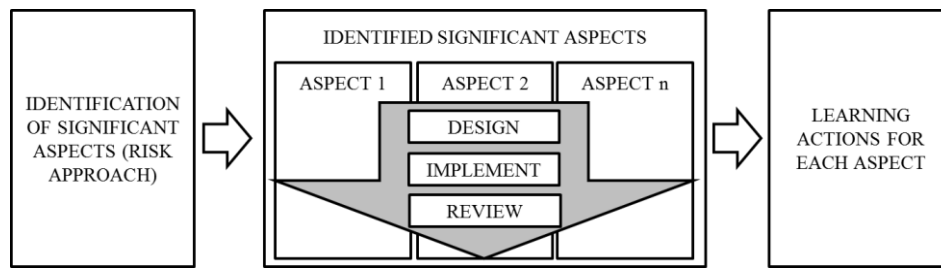 IDENTIFICATION
OF SIGNIFICANT
ASPECTS (RISK
APPROACH)
IDENTIFIED SIGNIFICANT ASPECTS
ASPECT 1
ASPECT 2
ASPECT n
DESIGN
IMPLEMENT
REVIEW
LEARNING
ACTIONS FOR
EACH ASPECT